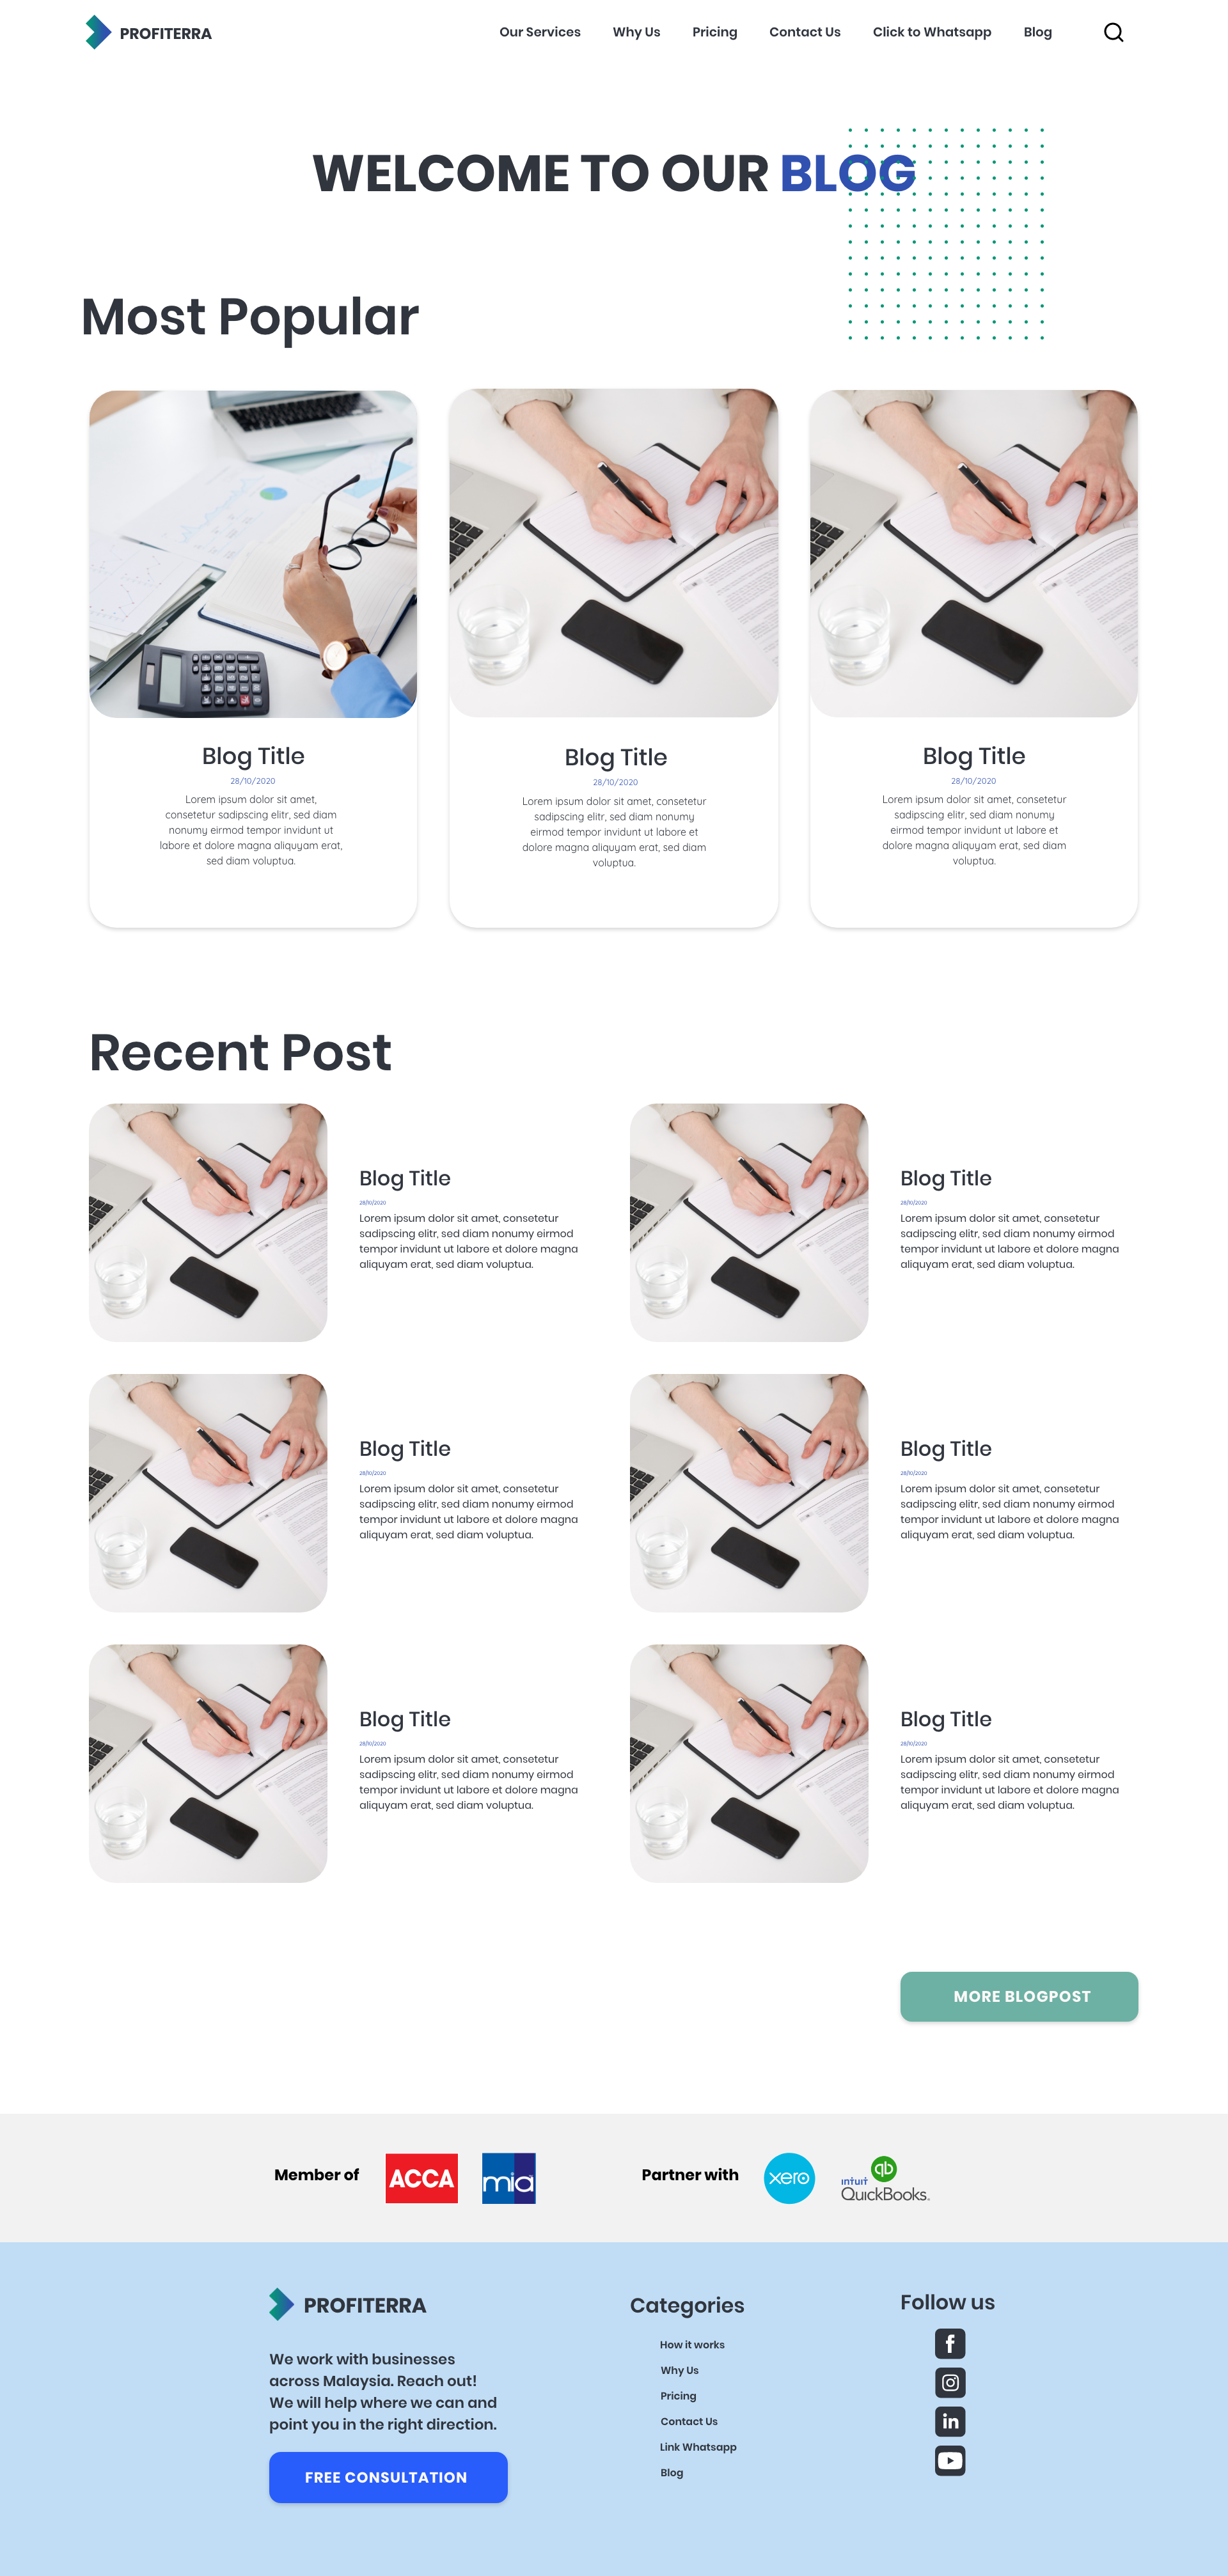 PROFITERRA
Our Services Why Us Pricing Contact Us Click to Whatsapp Blog
WELCOME TO OUR BLOG
Most Popular
Blog Title
28/10/2020
Lorem ipsum dolor sit amet,
consetetur sadipscing elitr, sed diam
nonumy eirmod tempor invidunt ut
labore et dolore magna aliquyam erat,
sed diam voluptua.
Blog Title
28/10/2020
Lorem ipsum dolor sit amet, consetetur
sadipscing elitr, sed diam nonumy
eirmod tempor invidunt ut labore et
dolore magna aliquyam erat, sed diam
voluptua.
Blog Title
28/10/2020
Lorem ipsum dolor sit amet, consetetur
sadipscing elitr, sed diam nonumy
eirmod tempor invidunt ut labore et
dolore magna aliquyam erat, sed diam
voluptua.
Recent Post
Blog Title
28/10/2020
Lorem ipsum dolor sit amet, consetetur
sadipscing elitr, sed diam nonumy eirmod
tempor invidunt ut labore et dolore magna
aliquyam erat, sed diam voluptua.
Blog Title
28/10/2020
Lorem ipsum dolor sit amet, consetetur
sadipscing elitr, sed diam nonumy eirmod
tempor invidunt ut labore et dolore magna
aliquyam erat, sed diam voluptua.
Blog Title
28/10/2020
Lorem ipsum dolor sit amet, consetetur
sadipscing elitr, sed diam nonumy eirmod
tempor invidunt ut labore et dolore magna
aliquyam erat, sed diam voluptua.
Blog Title
28/10/2020
Lorem ipsum dolor sit amet, consetetur
sadipscing elitr, sed diam nonumy eirmod
tempor invidunt ut labore et dolore magna
aliquyam erat, sed diam voluptua.
Blog Title
28/10/2020
Lorem ipsum dolor sit amet, consetetur
sadipscing elitr, sed diam nonumy eirmod
tempor invidunt ut labore et dolore magna
aliquyam erat, sed diam voluptua.
Blog Title
28/10/2020
Lorem ipsum dolor sit amet, consetetur
sadipscing elitr, sed diam nonumy eirmod
tempor invidunt ut labore et dolore magna
aliquyam erat, sed diam voluptua.
MORE BLOGPOST
Member of
ACCA
mia
Partner with
xero
qb
intuit
QuickBooks.
PROFITERRA
We work with businesses
across Malaysia. Reach out!
We will help where we can and
point you in the right direction.
FREE CONSULTATION
Categories
How it works
Why Us
Pricing
Contact Us
Link Whatsapp
Blog
Follow us
f
in